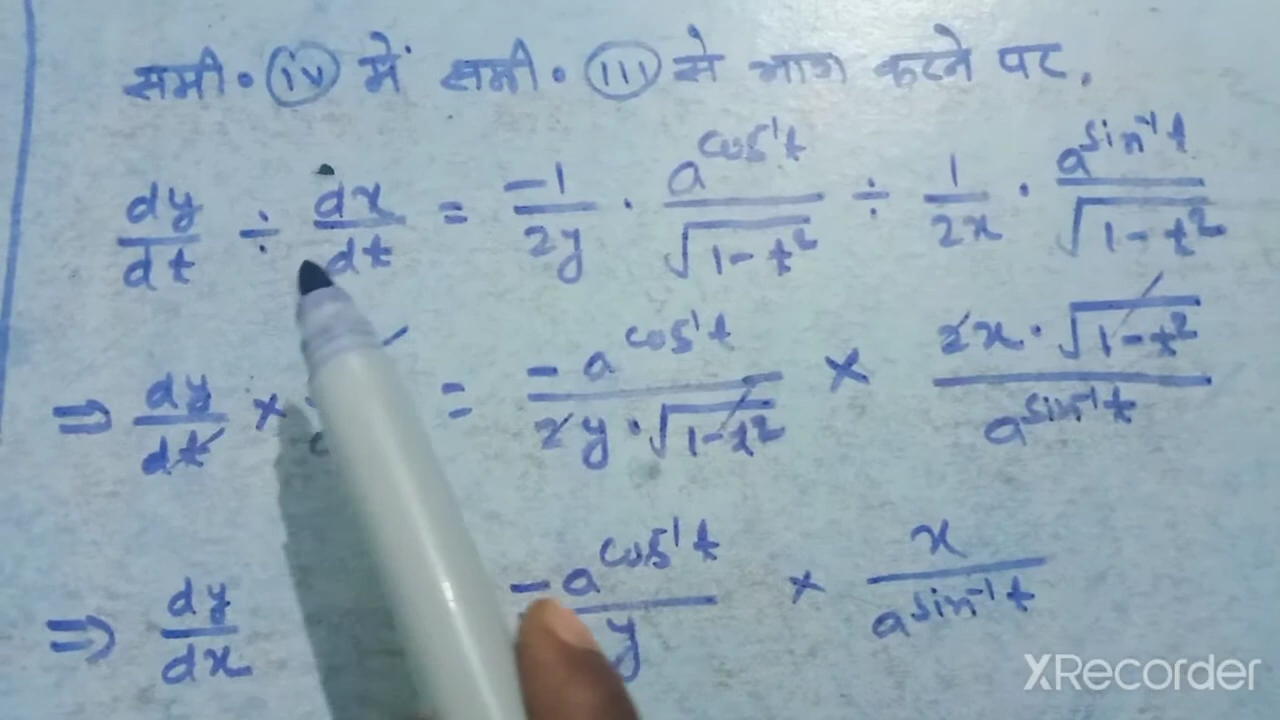 समी. (iv) में समी. (iii) से भाग करने पर,
dy/dt ÷ dx/dt = -1/2y · a^cos⁻¹t/√1-t² ÷ 1/2x · a^sin⁻¹t/√1-t²
⇒ dy/dt × = -a^cos⁻¹t/2y·√1-t² × 2x·√1-t²/a^sin⁻¹t
⇒ dy/dx -a^cos⁻¹t/y × x/a^sin⁻¹t
XRecorder